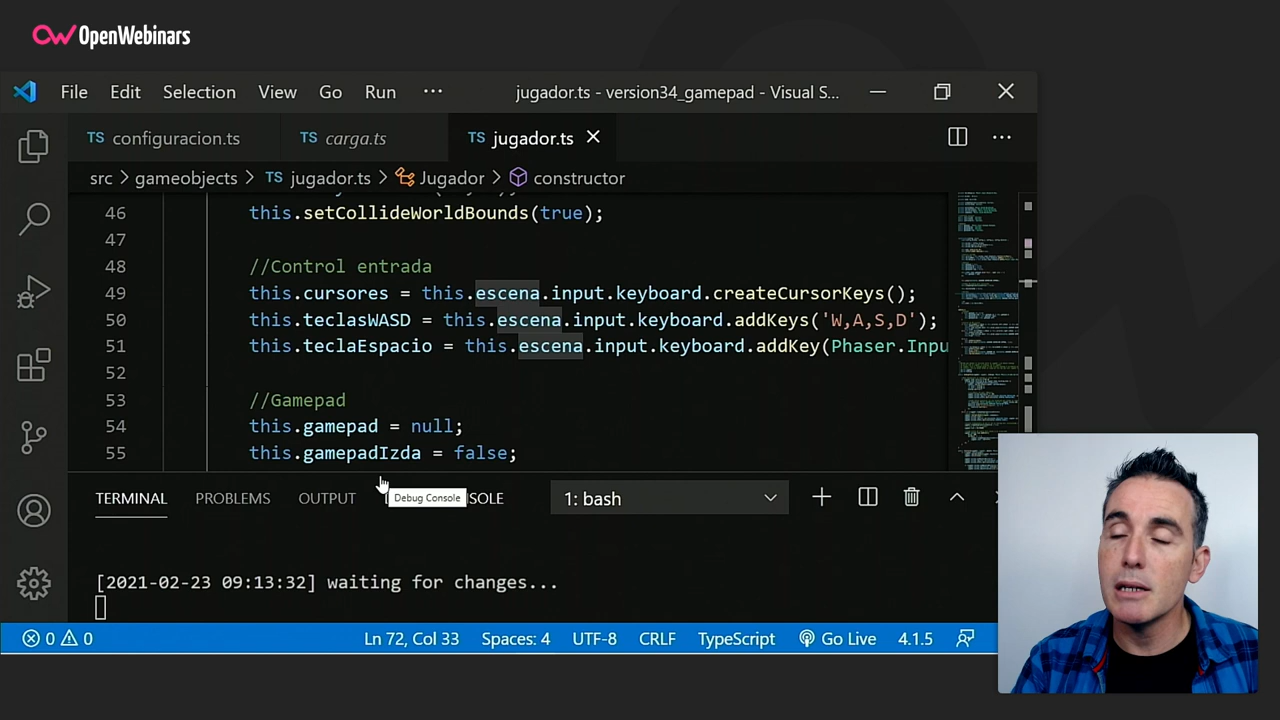 OpenWebinars
File Edit Selection View Go Run ··· jugador.ts - version34_gamepad - Visual S...
TS configuracion.ts TS carga.ts TS jugador.ts
src > gameobjects > TS jugador.ts > Jugador > constructor
46 this.setCollideWorldBounds(true);
47
48 //Control entrada
49 this.cursores = this.escena.input.keyboard.createCursorKeys();
50 this.teclasWASD = this.escena.input.keyboard.addKeys('W,A,S,D');
51 this.teclaEspacio = this.escena.input.keyboard.addKey(Phaser.Inpu
52
53 //Gamepad
54 this.gamepad = null;
55 this.gamepadIzda = false;
TERMINAL PROBLEMS OUTPUT SOLE 1: bash
Debug Console
[2021-02-23 09:13:32] waiting for changes...
0 0 Ln 72, Col 33 Spaces: 4 UTF-8 CRLF TypeScript Go Live 4.1.5